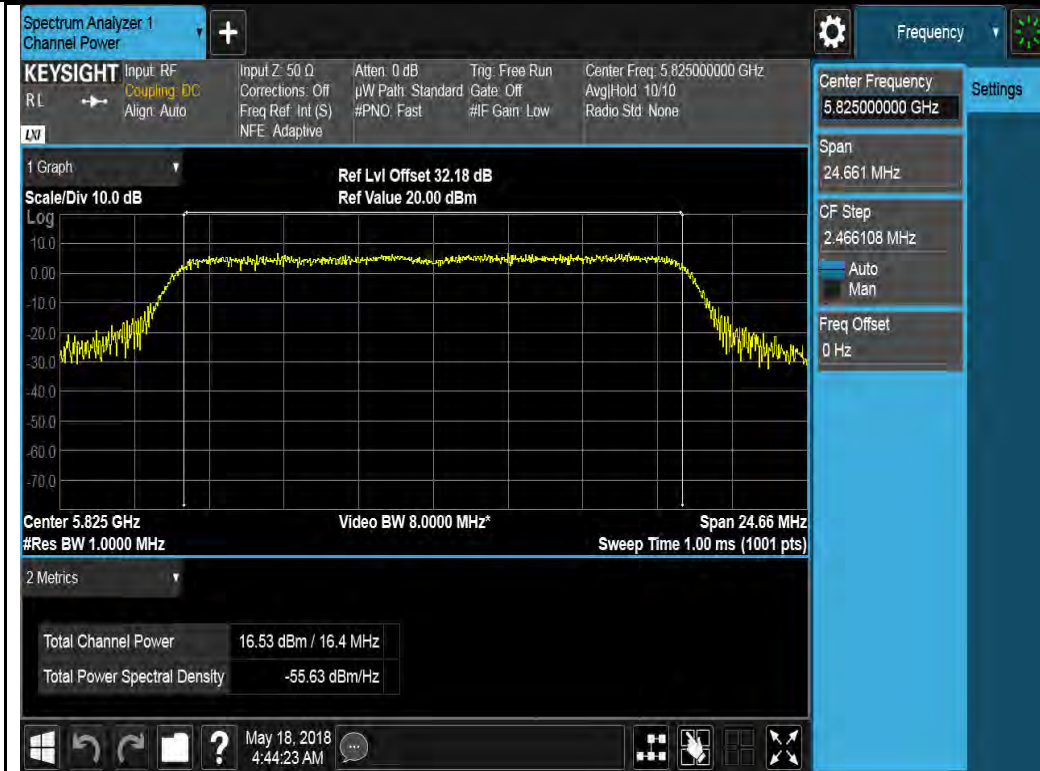 Spectrum Analyzer 1
Channel Power
+
Frequency
KEYSIGHT
RL
LXI
Input: RF
Coupling: DC
Align: Auto
Input Z: 50 Ω
Corrections: Off
Freq Ref: Int (S)
NFE: Adaptive
Atten: 0 dB
µW Path: Standard
#PNO: Fast
Trig: Free Run
Gate: Off
#IF Gain: Low
Center Freq: 5.825000000 GHz
Avg|Hold: 10/10
Radio Std: None
Center Frequency
5.825000000 GHz
Settings
Span
24.661 MHz
CF Step
2.466108 MHz
Auto
Man
Freq Offset
0 Hz
1 Graph
Scale/Div 10.0 dB
Ref Lvl Offset 32.18 dB
Ref Value 20.00 dBm
Log
10.0
0.00
-10.0
-20.0
-30.0
-40.0
-50.0
-60.0
-70.0
Center 5.825 GHz
#Res BW 1.0000 MHz
Video BW 8.0000 MHz*
Span 24.66 MHz
Sweep Time 1.00 ms (1001 pts)
2 Metrics
Total Channel Power 16.53 dBm / 16.4 MHz
Total Power Spectral Density -55.63 dBm/Hz
?
May 18, 2018
4:44:23 AM